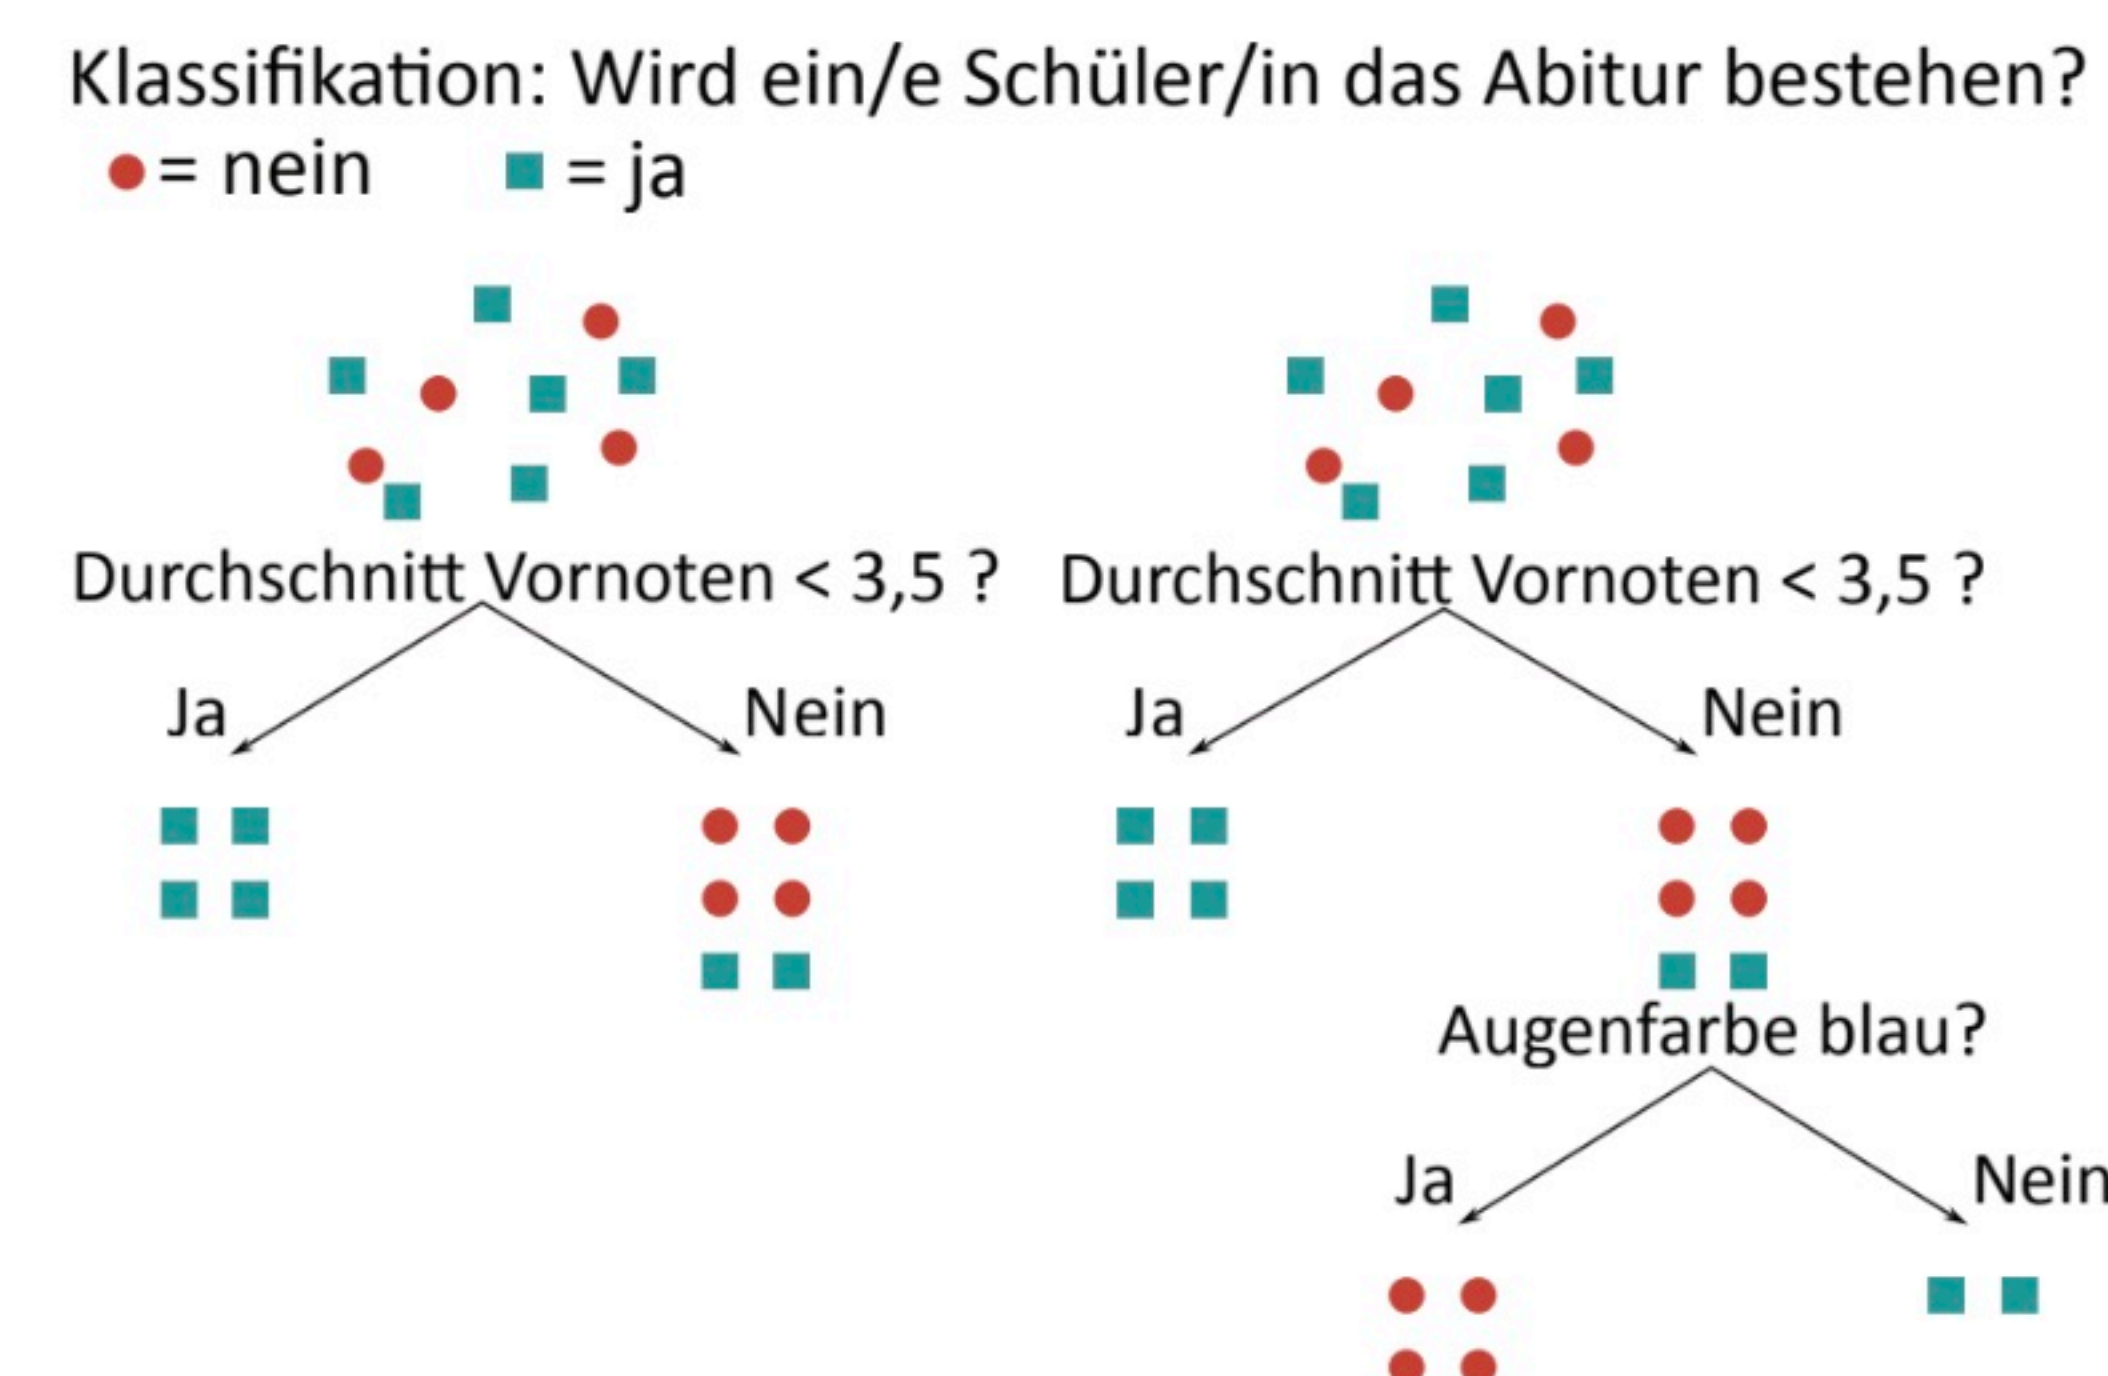 Klassifikation: Wird ein/e Schüler/in das Abitur bestehen?
= nein = ja
Durchschnitt Vornoten < 3,5 ? Durchschnitt Vornoten < 3,5 ?
Ja Nein Ja Nein
Augenfarbe blau?
Ja Nein